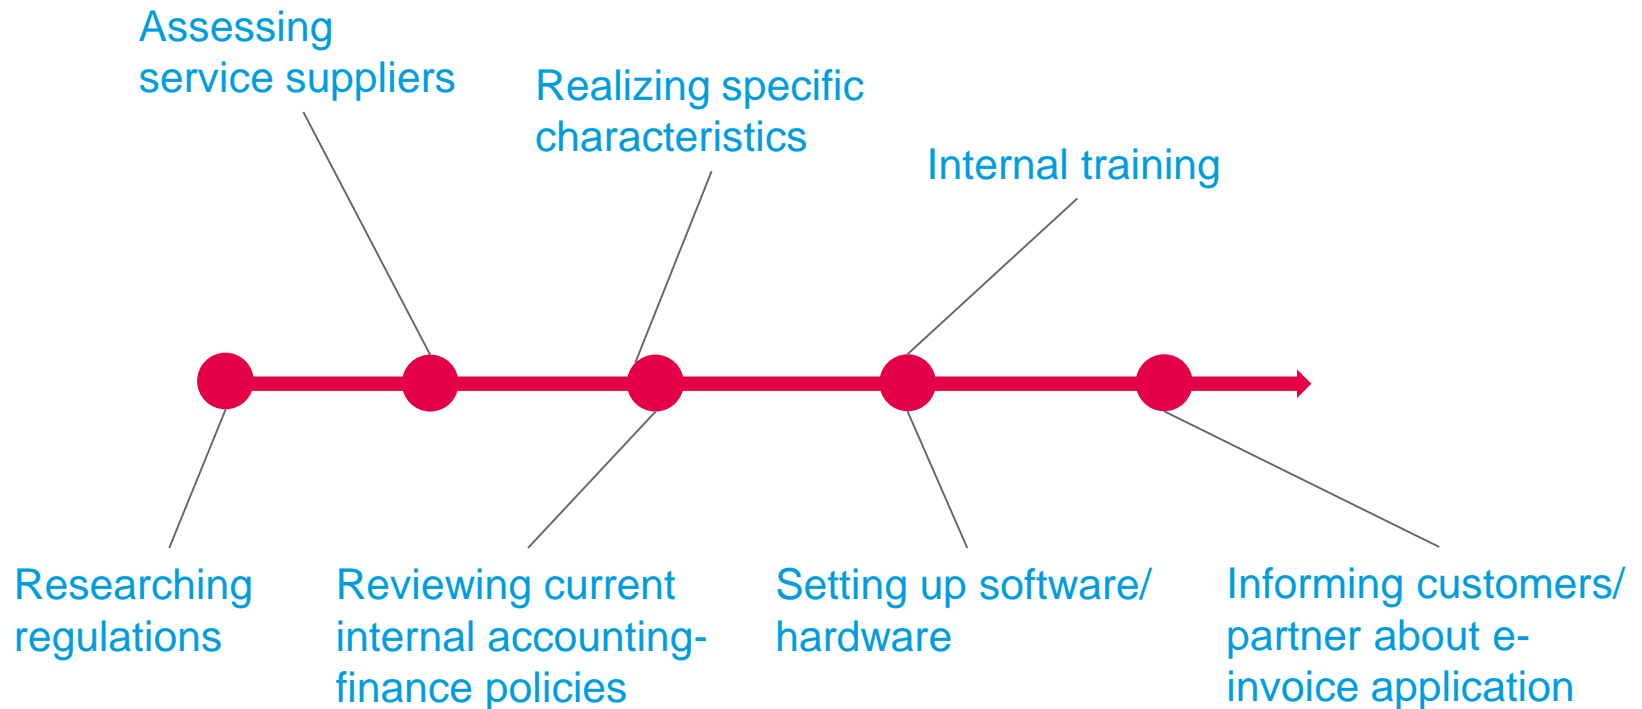 Assessing
service suppliers
Realizing specific
characteristics
Internal training
Researching
regulations
Reviewing current
internal accounting-
finance policies
Setting up software/
hardware
Informing customers/
partner about e-
invoice application